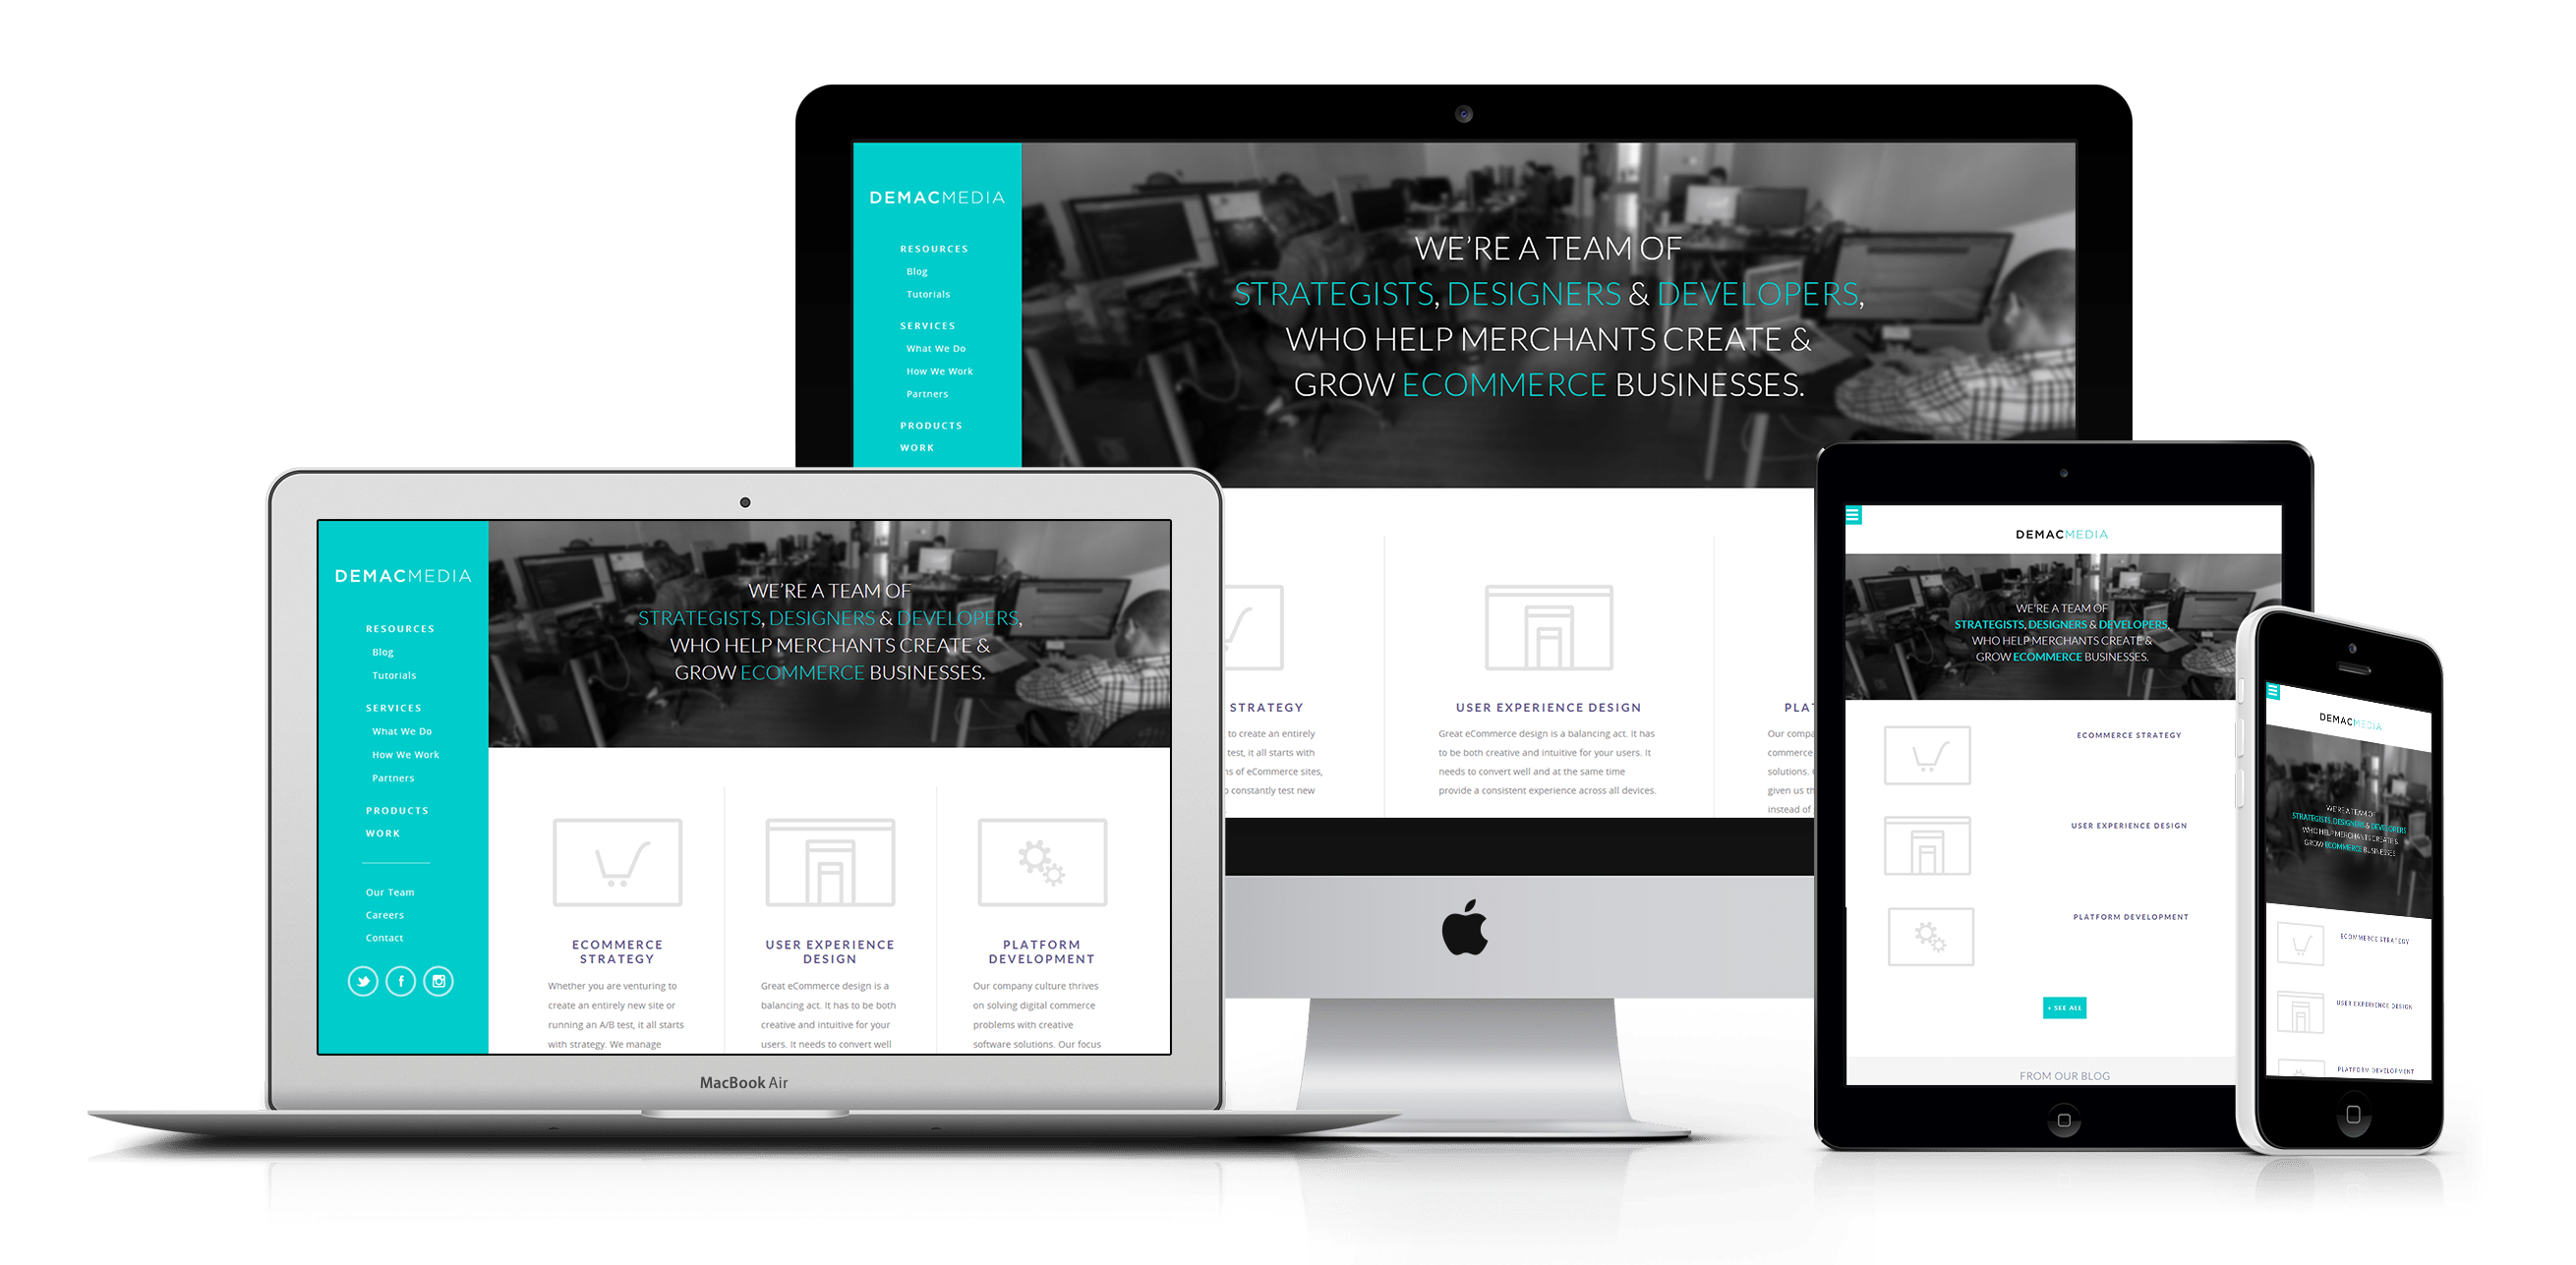 DEMACMEDIA
RESOURCES
Blog
Tutorials
SERVICES
What We Do
How We Work
Partners
PRODUCTS
WORK
WE'RE A TEAM OF
STRATEGISTS, DESIGNERS & DEVELOPERS,
WHO HELP MERCHANTS CREATE &
GROW ECOMMERCE BUSINESSES.
STRATEGY
to create an entirely
test, it all starts with
of eCommerce sites,
constantly test new
USER EXPERIENCE DESIGN
Great eCommerce design is a balancing act. It has
to be both creative and intuitive for your users. It
needs to convert well and at the same time
provide a consistent experience across all devices.
Our
commerce
solutions.
given us
instead of
DEMACMEDIA
RESOURCES
Blog
Tutorials
SERVICES
What We Do
How We Work
Partners
PRODUCTS
WORK
Our Team
Careers
Contact
WE'RE A TEAM OF
STRATEGISTS, DESIGNERS & DEVELOPERS,
WHO HELP MERCHANTS CREATE &
GROW ECOMMERCE BUSINESSES.
ECOMMERCE
STRATEGY
Whether you are venturing to
create an entirely new site or
running an A/B test, it all starts
with strategy. We manage
USER EXPERIENCE
DESIGN
Great eCommerce design is a
balancing act. It has to be both
creative and intuitive for your
users. It needs to convert well
PLATFORM
DEVELOPMENT
Our company culture thrives
on solving digital commerce
problems with creative
software solutions. Our focus
MacBook Air
DEMACMEDIA
WE'RE A TEAM OF
STRATEGISTS, DESIGNERS & DEVELOPERS,
WHO HELP MERCHANTS CREATE &
GROW ECOMMERCE BUSINESSES.
ECOMMERCE STRATEGY
USER EXPERIENCE DESIGN
PLATFORM DEVELOPMENT
+ SEE ALL
FROM OUR BLOG
DEMACMEDIA
WE'RE A TEAM OF
STRATEGISTS, DESIGNERS & DEVELOPERS
WHO HELP MERCHANTS CREATE &
GROW ECOMMERCE BUSINESSES
ECOMMERCE STRATEGY
USER EXPERIENCE DESIGN
PLATFORM DEVELOPMENT